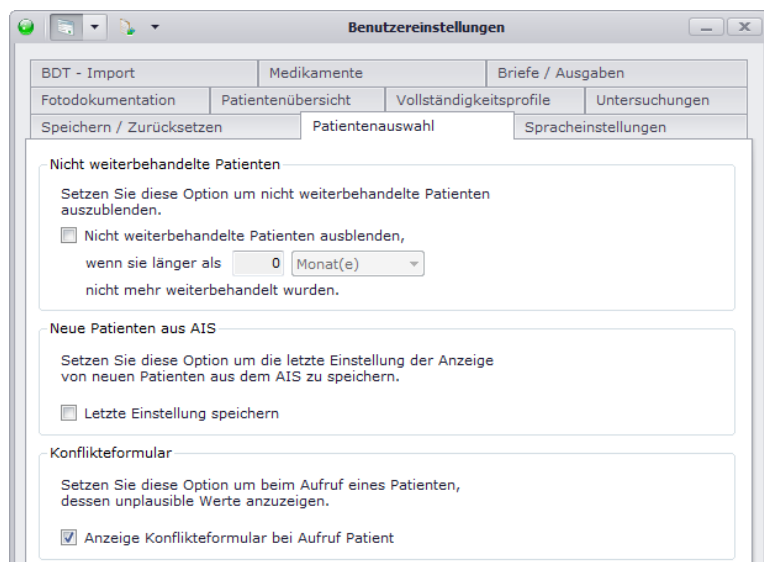 Benutzereinstellungen
BDT - Import
Medikamente
Briefe / Ausgaben
Fotodokumentation
Patientenübersicht
Vollständigkeitsprofile
Untersuchungen
Speichern / Zurücksetzen
Patientenauswahl
Spracheinstellungen
Nicht weiterbehandelte Patienten
Setzen Sie diese Option um nicht weiterbehandelte Patienten
auszublenden.
Nicht weiterbehandelte Patienten ausblenden,
wenn sie länger als 0 Monat(e)
nicht mehr weiterbehandelt wurden.
Neue Patienten aus AIS
Setzen Sie diese Option um die letzte Einstellung der Anzeige
von neuen Patienten aus dem AIS zu speichern.
Letzte Einstellung speichern
Konflikteformular
Setzen Sie diese Option um beim Aufruf eines Patienten,
dessen unplausible Werte anzuzeigen.
Anzeige Konflikteformular bei Aufruf Patient